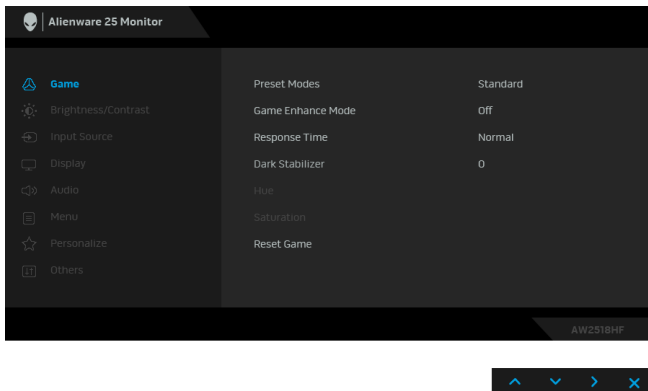 Alienware 25 Monitor
Game
Preset Modes Standard
Brightness/Contrast
Game Enhance Mode Off
Input Source
Response Time Normal
Display
Dark Stabilizer 0
Audio
Hue
Menu
Saturation
Personalize
Reset Game
Others
AW2518HF